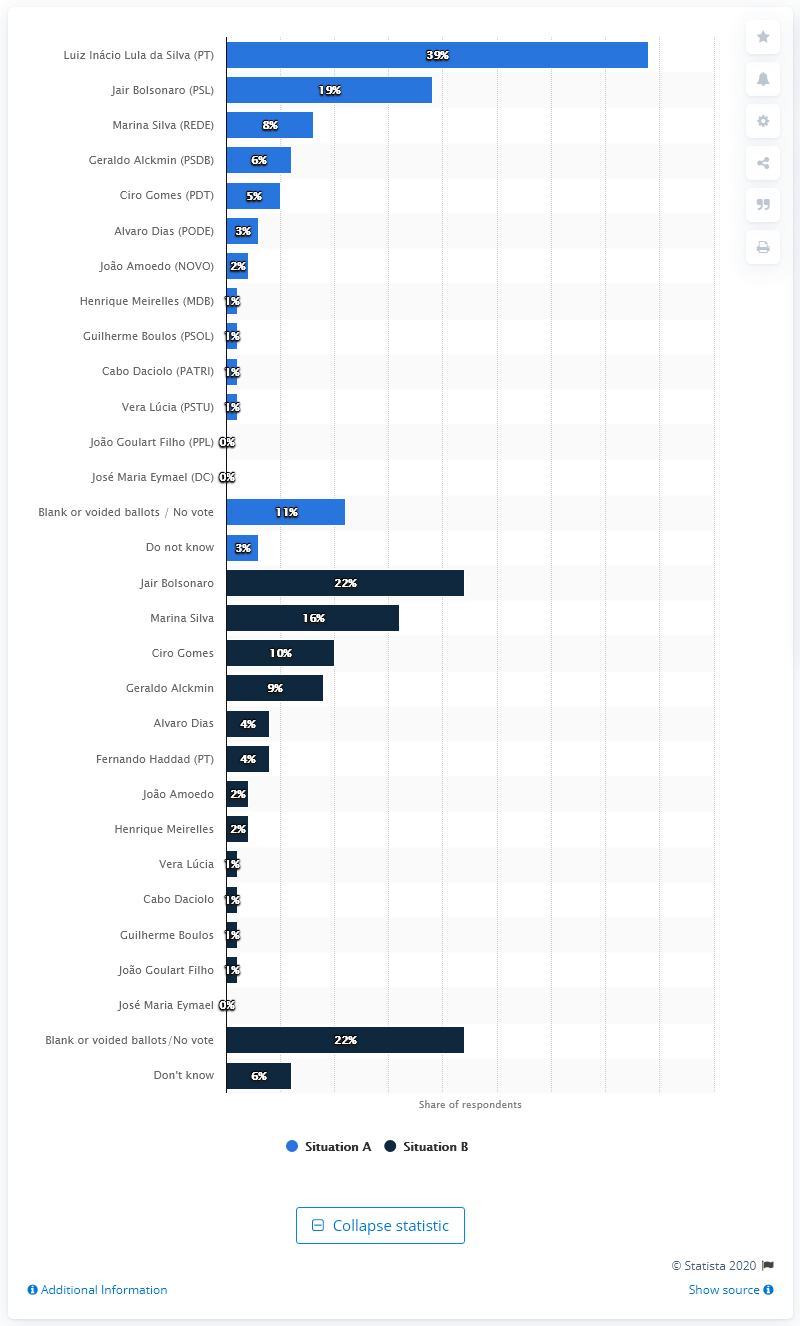 Luiz Inácio Lula da Silva (PT) 39%
Jair Bolsonaro (PSL) 19%
Marina Silva (REDE) 8%
Geraldo Alckmin (PSDB) 6%
Ciro Gomes (PDT) 5%
Alvaro Dias (PODE) 3%
João Amoedo (NOVO) 2%
Henrique Meirelles (MDB) 1%
Guilherme Boulos (PSOL) 1%
Cabo Daciolo (PATRI) 1%
Vera Lúcia (PSTU) 1%
João Goulart Filho (PPL) 0%
José Maria Eymael (DC) 0%
Blank or voided ballots / No vote 11%
Do not know 3%
Jair Bolsonaro 22%
Marina Silva 16%
Ciro Gomes 10%
Geraldo Alckmin 9%
Alvaro Dias 4%
Fernando Haddad (PT) 4%
João Amoedo 2%
Henrique Meirelles 2%
Vera Lúcia 1%
Cabo Daciolo 1%
Guilherme Boulos 1%
João Goulart Filho 1%
José Maria Eymael 0%
Blank or voided ballots/No vote 22%
Don't know 6%
Share of respondents
Situation A Situation B
Collapse statistic
© Statista 2020
Additional Information Show source